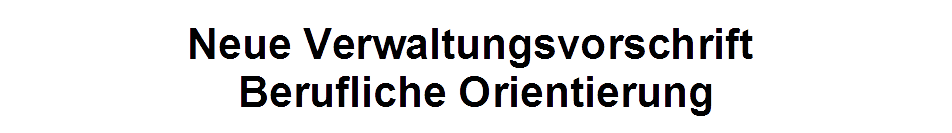 Neue Verwaltungsvorschrift
Berufliche Orientierung